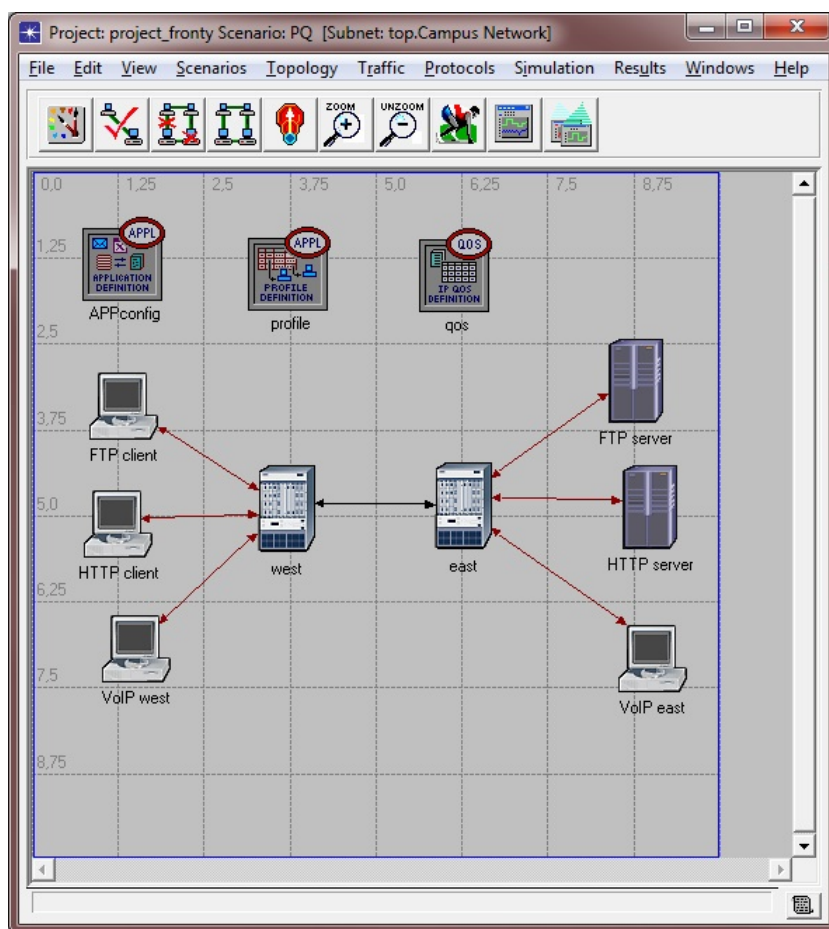 Project: project_fronty Scenario: PQ [Subnet: top.Campus Network]
File Edit View Scenarios Topology Traffic Protocols Simulation Results Windows Help
ZOOM UNZOOM
0,0 1,25 2,5 3,75 5,0 6,25 7,5 8,75
APPL APPL QOS
1,25
APPLICATION
DEFINITION
PROFILE
DEFINITION
IP QOS
DEFINITION
APPconfig profile qos
2,5
3,75
FTP client FTP server
5,0
HTTP client west east HTTP server
6,25
7,5
VoIP west VoIP east
8,75